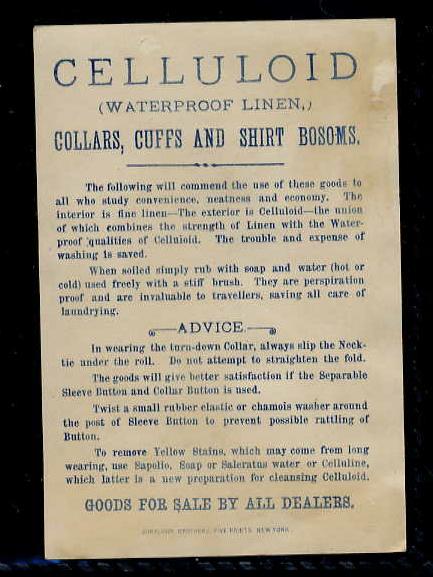 CELLULOID
(WATERPROOF LINEN,)
COLLARS, CUFFS AND SHIRT BOSOMS.
The following will commend the use of these goods to
all who study convenience, neatness and economy. The
interior is fine linen—The exterior is Celluloid—the union
of which combines the strength of Linen with the Water-
proof qualities of Celluloid. The trouble and expense of
washing is saved.
When soiled simply rub with soap and water (hot or
cold) used freely with a stiff brush. They are perspiration
proof and are invaluable to travellers, saving all care of
laundrying.
ADVICE.
In wearing the turn-down Collar, always slip the Neck-
tie under the roll. Do not attempt to straighten the fold.
The goods will give better satisfaction if the Separable
Sleeve Button and Collar Button is used.
Twist a small rubber elastic or chamois washer around
the post of Sleeve Button to prevent possible rattling of
Button.
To remove Yellow Stains, which may come from long
wearing, use Sapolio, Soap or Saleratus water or Celluline,
which latter is a new preparation for cleansing Celluloid.
GOODS FOR SALE BY ALL DEALERS.
BROTHERS, NEW YORK